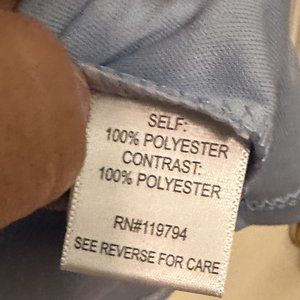 SELF:
100% POLYESTER
CONTRAST:
100% POLYESTER
RN#119794
SEE REVERSE FOR CARE